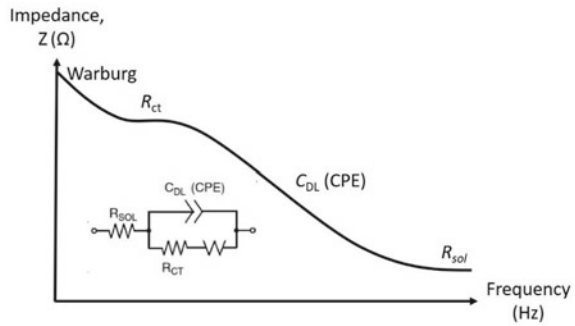 Impedance,
Z (Ω)
Warburg
Rct
CDL (CPE)
CDL (CPE)
RSOL
RCT
Rsol
Frequency
(Hz)